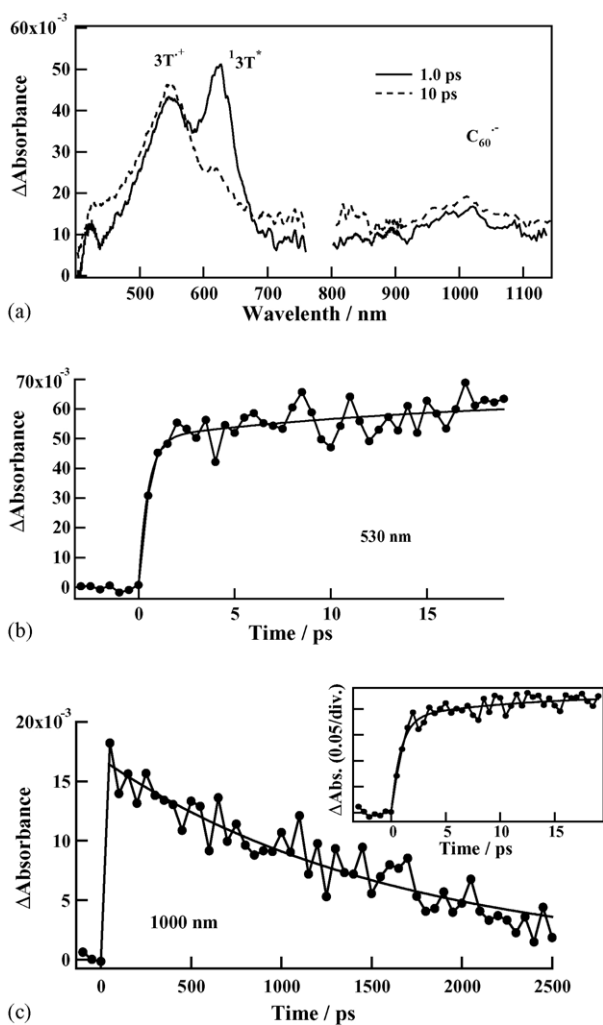 60x10⁻³
50
40
30
20
10
0
ΔAbsorbance
3T·⁺
¹3T*
1.0 ps
10 ps
C₆₀·⁻
500 600 700 800 900 1000 1100
Wavelenth / nm
(a)
70x10⁻³
60
50
40
30
20
10
0
ΔAbsorbance
530 nm
0 5 10 15
Time / ps
(b)
20x10⁻³
15
10
5
0
ΔAbsorbance
1000 nm
0 500 1000 1500 2000 2500
Time / ps
ΔAbs. (0.05/div.)
0 5 10 15
Time / ps
(c)